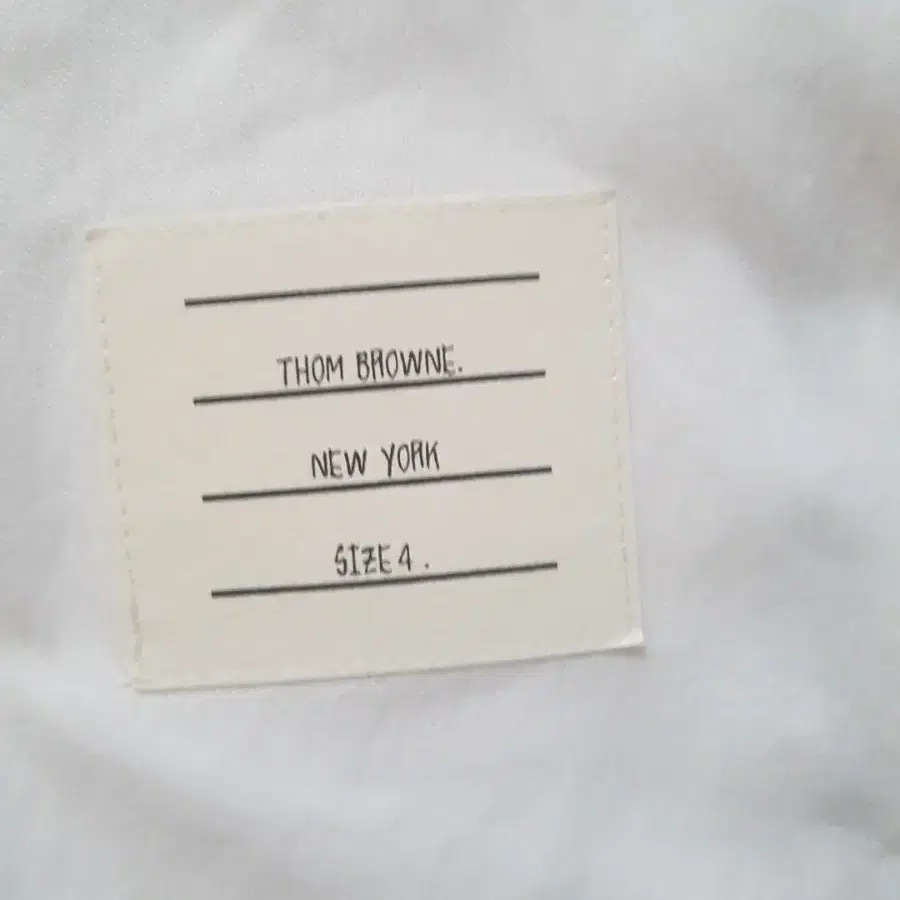 THOM BROWNE.
NEW YORK
SIZE 4.